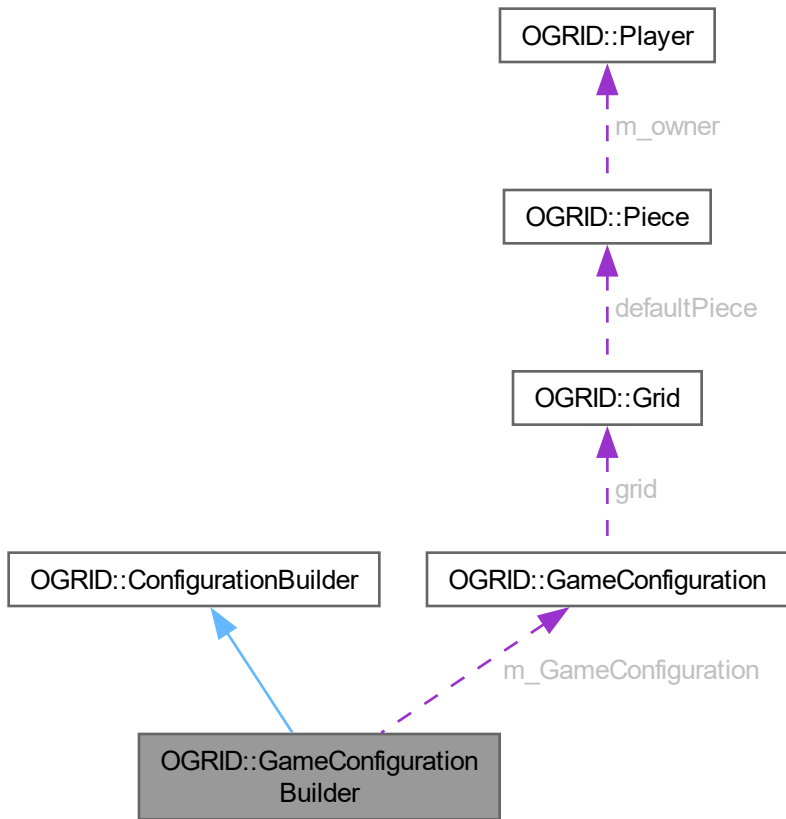 OGRID::Player
m_owner
OGRID::Piece
defaultPiece
OGRID::Grid
grid
OGRID::ConfigurationBuilder
OGRID::GameConfiguration
m_GameConfiguration
OGRID::GameConfiguration
Builder